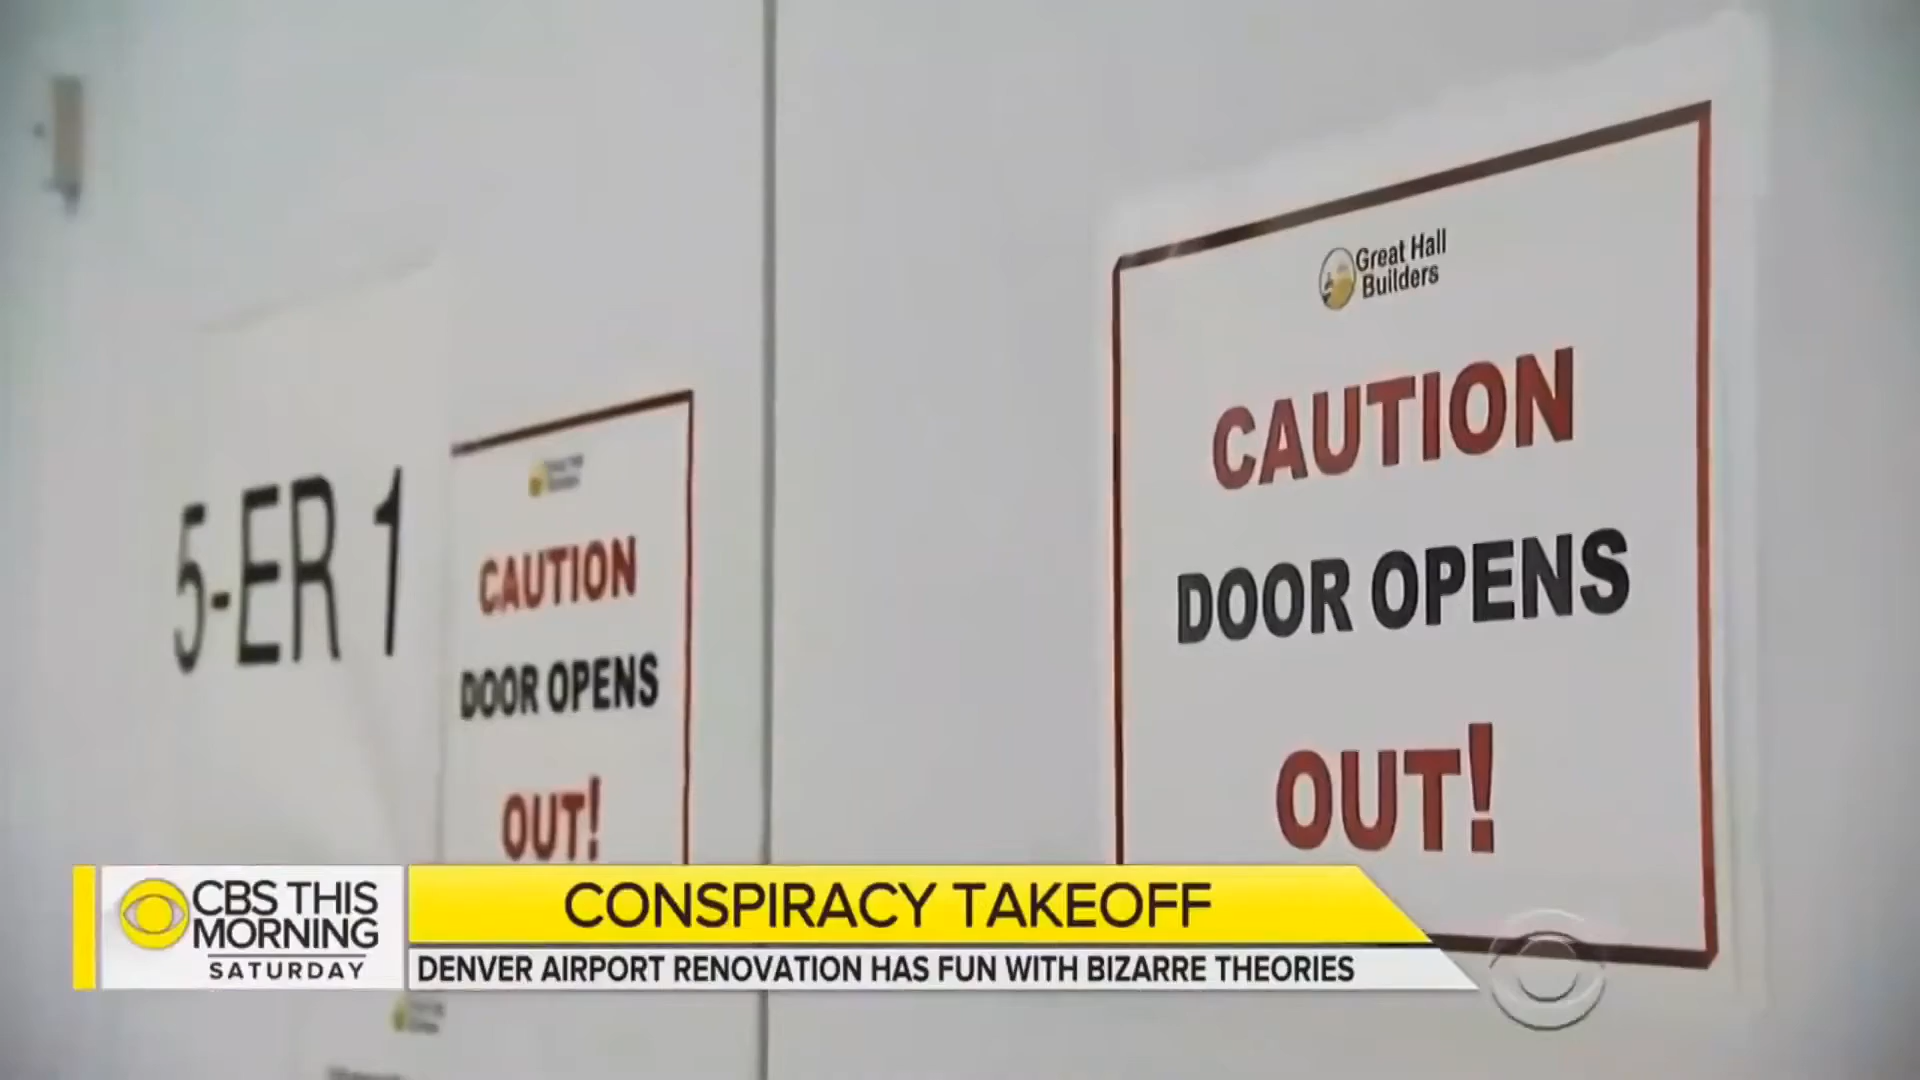 Great Hall
Builders
CAUTION
DOOR OPENS
OUT!
5-ER 1
CAUTION
DOOR OPENS
OUT!
CBS THIS
MORNING
SATURDAY
CONSPIRACY TAKEOFF
DENVER AIRPORT RENOVATION HAS FUN WITH BIZARRE THEORIES